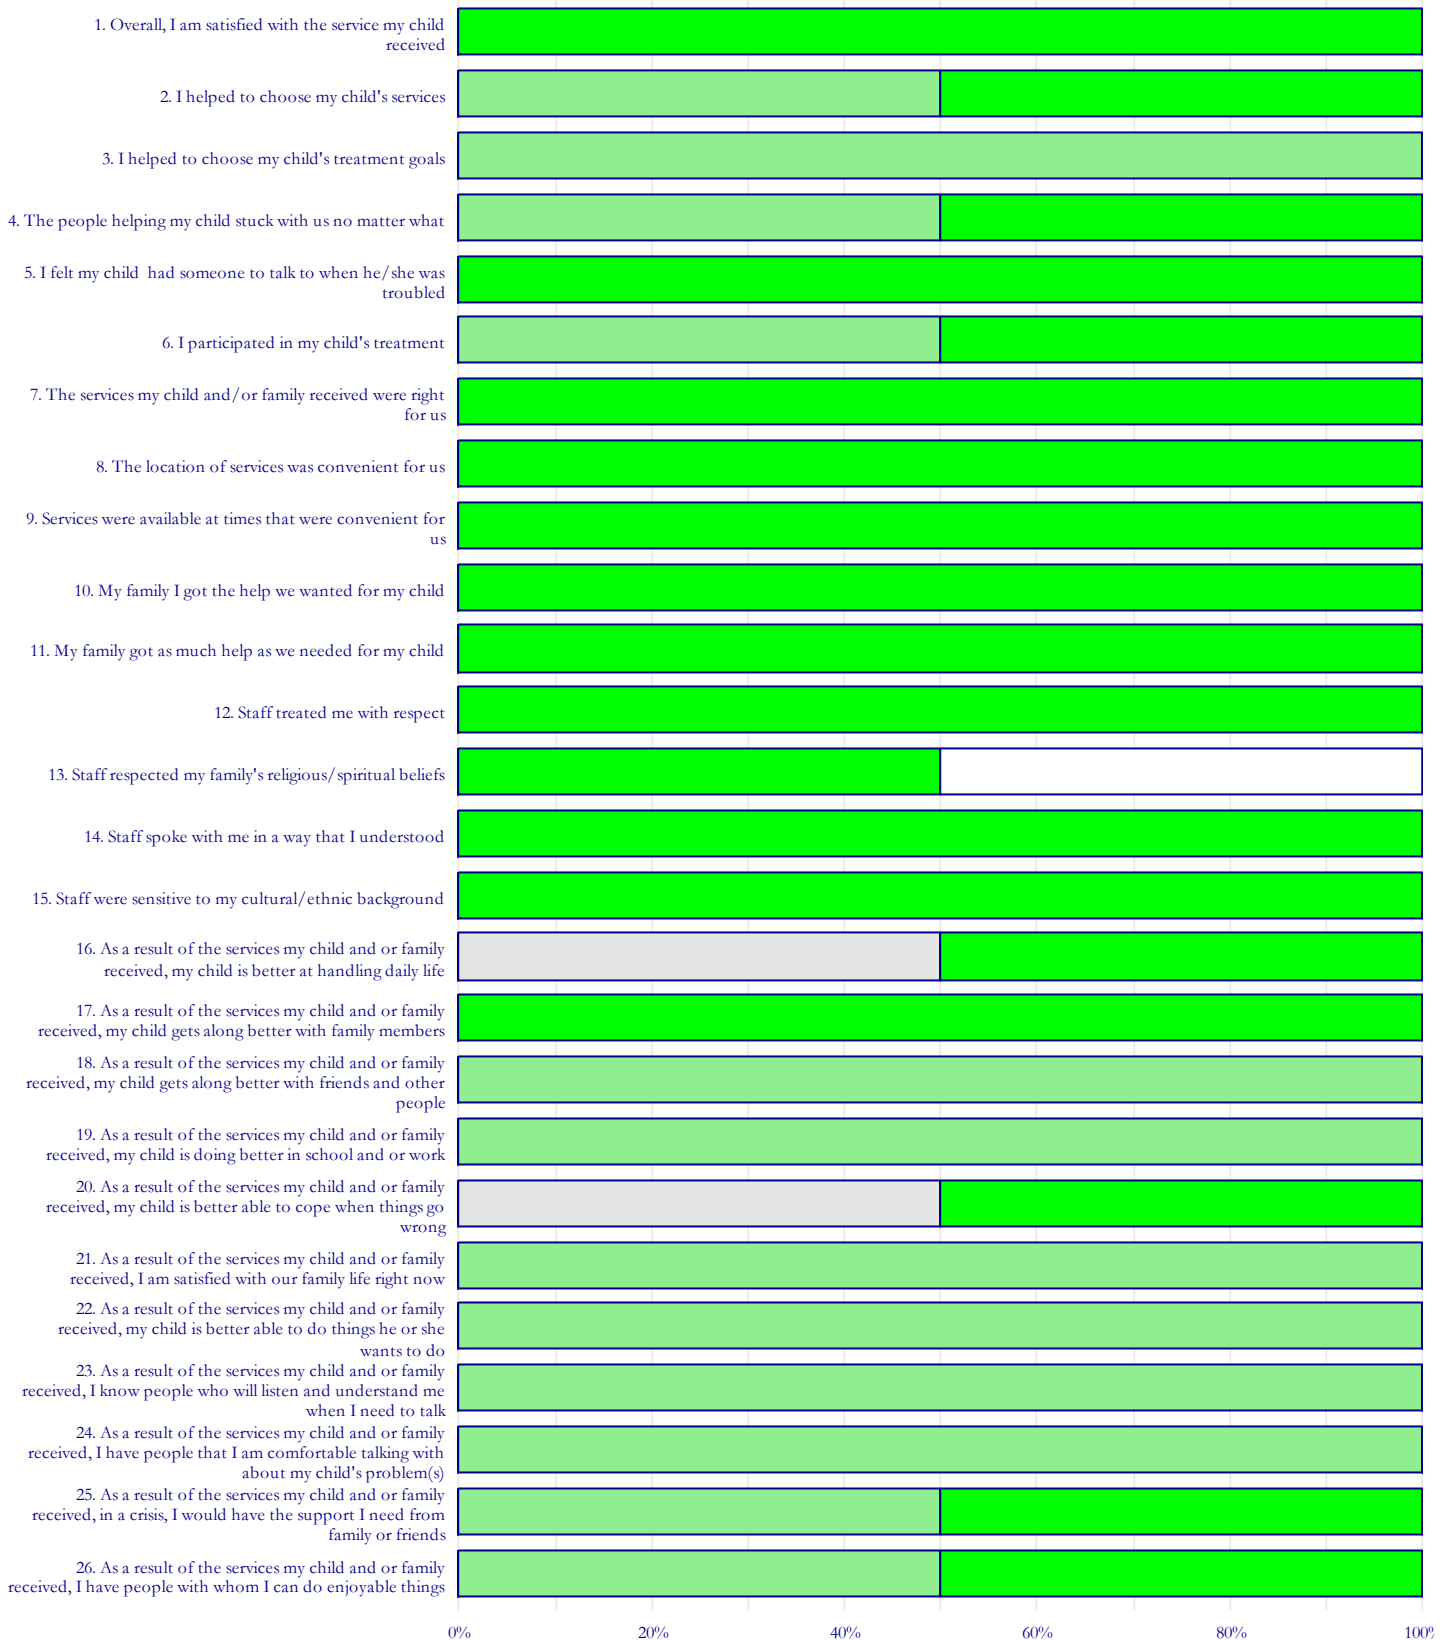 1. Overall, I am satisfied with the service my child
received
2. I helped to choose my child's services
3. I helped to choose my child's treatment goals
4. The people helping my child stuck with us no matter what
5. I felt my child  had someone to talk to when he/she was
troubled
6. I participated in my child's treatment
7. The services my child and/or family received were right
for us
8. The location of services was convenient for us
9. Services were available at times that were convenient for
us
10. My family I got the help we wanted for my child
11. My family got as much help as we needed for my child
12. Staff treated me with respect
13. Staff respected my family's religious/spiritual beliefs
14. Staff spoke with me in a way that I understood
15. Staff were sensitive to my cultural/ethnic background
16. As a result of the services my child and or family
received, my child is better at handling daily life
17. As a result of the services my child and or family
received, my child gets along better with family members
18. As a result of the services my child and or family
received, my child gets along better with friends and other
people
19. As a result of the services my child and or family
received, my child is doing better in school and or work
20. As a result of the services my child and or family
received, my child is better able to cope when things go
wrong
21. As a result of the services my child and or family
received, I am satisfied with our family life right now
22. As a result of the services my child and or family
received, my child is better able to do things he or she
wants to do
23. As a result of the services my child and or family
received, I know people who will listen and understand me
when I need to talk
24. As a result of the services my child and or family
received, I have people that I am comfortable talking with
about my child's problem(s)
25. As a result of the services my child and or family
received, in a crisis, I would have the support I need from
family or friends
26. As a result of the services my child and or family
received, I have people with whom I can do enjoyable things
0% 20% 40% 60% 80% 100%